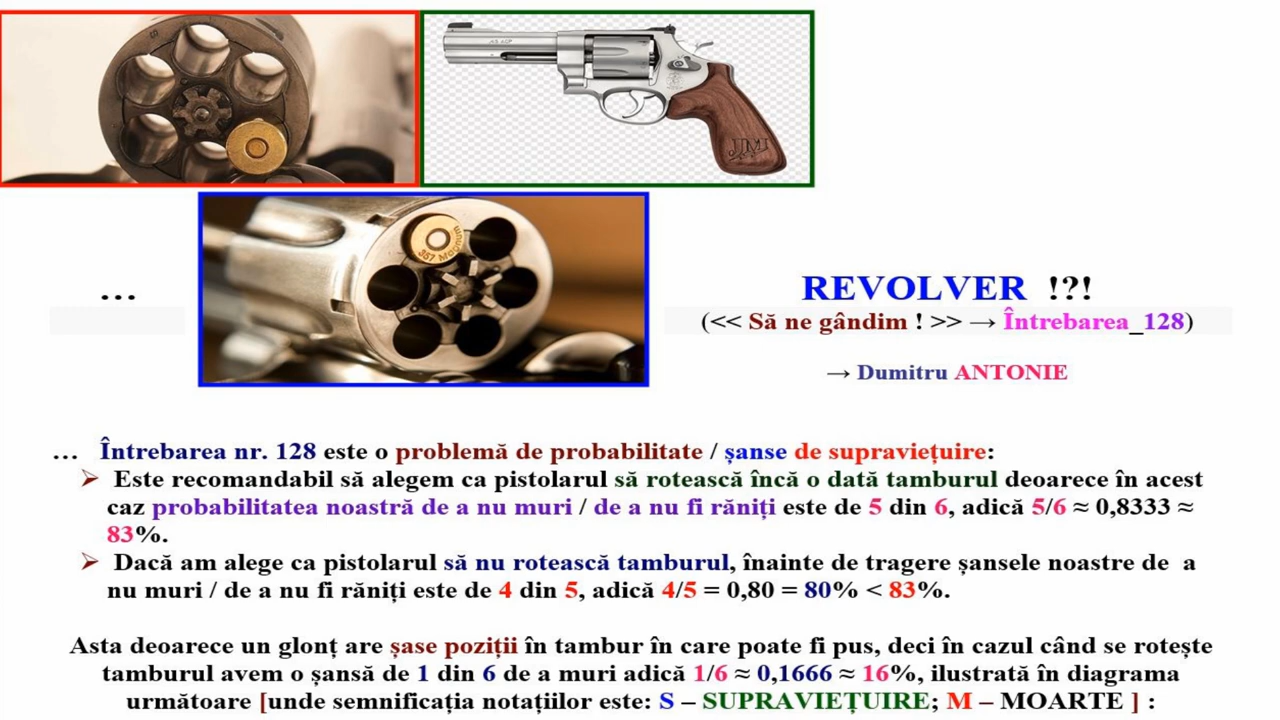 .45 ACP
JJM
357 Magnum
...
REVOLVER !?!
(<< Să ne gândim ! >> → Întrebarea_128)
→ Dumitru ANTONIE
... Întrebarea nr. 128 este o problemă de probabilitate / șanse de supraviețuire:
➢ Este recomandabil să alegem ca pistolarul să rotească încă o dată tamburul deoarece în acest
caz probabilitatea noastră de a nu muri / de a nu fi răniți este de 5 din 6, adică 5/6 ≈ 0,8333 ≈
83%.
➢ Dacă am alege ca pistolarul să nu rotească tamburul, înainte de tragere șansele noastre de a
nu muri / de a nu fi răniți este de 4 din 5, adică 4/5 = 0,80 = 80% < 83%.
Asta deoarece un glonț are șase poziții în tambur în care poate fi pus, deci în cazul când se rotește
tamburul avem o șansă de 1 din 6 de a muri adică 1/6 ≈ 0,1666 ≈ 16%, ilustrată în diagrama
următoare [unde semnificația notațiilor este: S – SUPRAVIEȚUIRE; M – MOARTE ] :